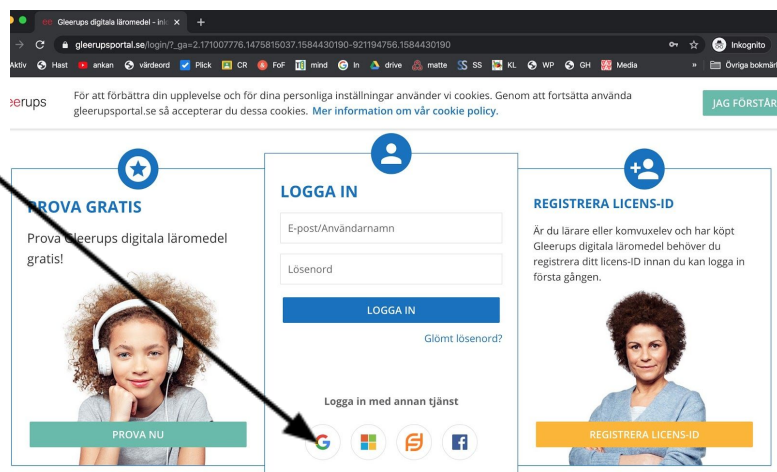 Gleerups digitala läromedel – inlo
gleerupsportal.se/login/?_ga=2.171007776.1475815037.1584430190-921194756.1584430190
Inkognito
Aktiv Hast ankan värdeord Plick CR FoF mind In drive matte SS KL WP GH Media » Övriga bokmärk
eerups
För att förbättra din upplevelse och för dina personliga inställningar använder vi cookies. Genom att fortsätta använda
gleerupsportal.se så accepterar du dessa cookies. Mer information om vår cookie policy.
JAG FÖRSTÅR
PROVA GRATIS
Prova Gleerups digitala läromedel
gratis!
PROVA NU
LOGGA IN
E-post/Användarnamn
Lösenord
LOGGA IN
Glömt lösenord?
Logga in med annan tjänst
REGISTRERA LICENS-ID
Är du lärare eller komvuxelev och har köpt
Gleerups digitala läromedel behöver du
registrera ditt licens-ID innan du kan logga in
första gången.
REGISTRERA LICENS-ID